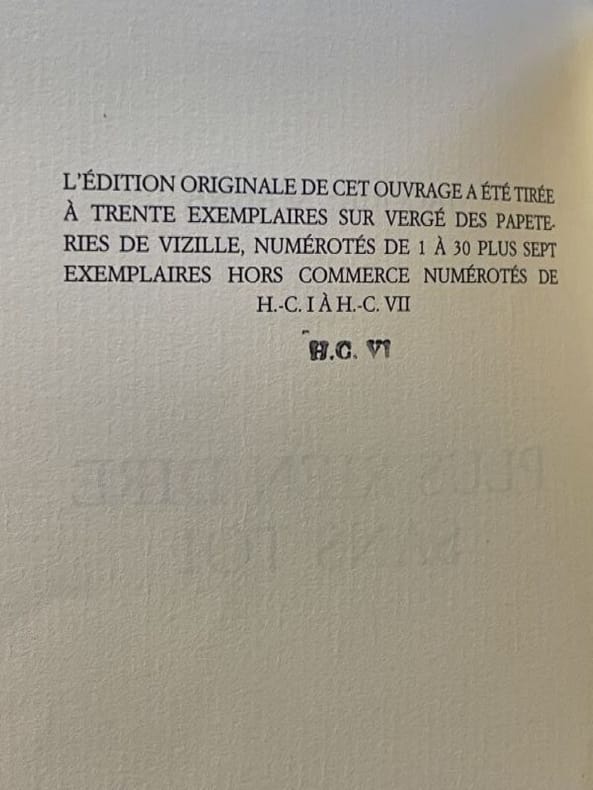 L'ÉDITION ORIGINALE DE CET OUVRAGE A ÉTÉ TIRÉE
À TRENTE EXEMPLAIRES SUR VERGÉ DES PAPETE-
RIES DE VIZILLE, NUMÉROTÉS DE 1 À 30 PLUS SEPT
EXEMPLAIRES HORS COMMERCE NUMÉROTÉS DE
H.-C. I À H.-C. VII
H.C. VI